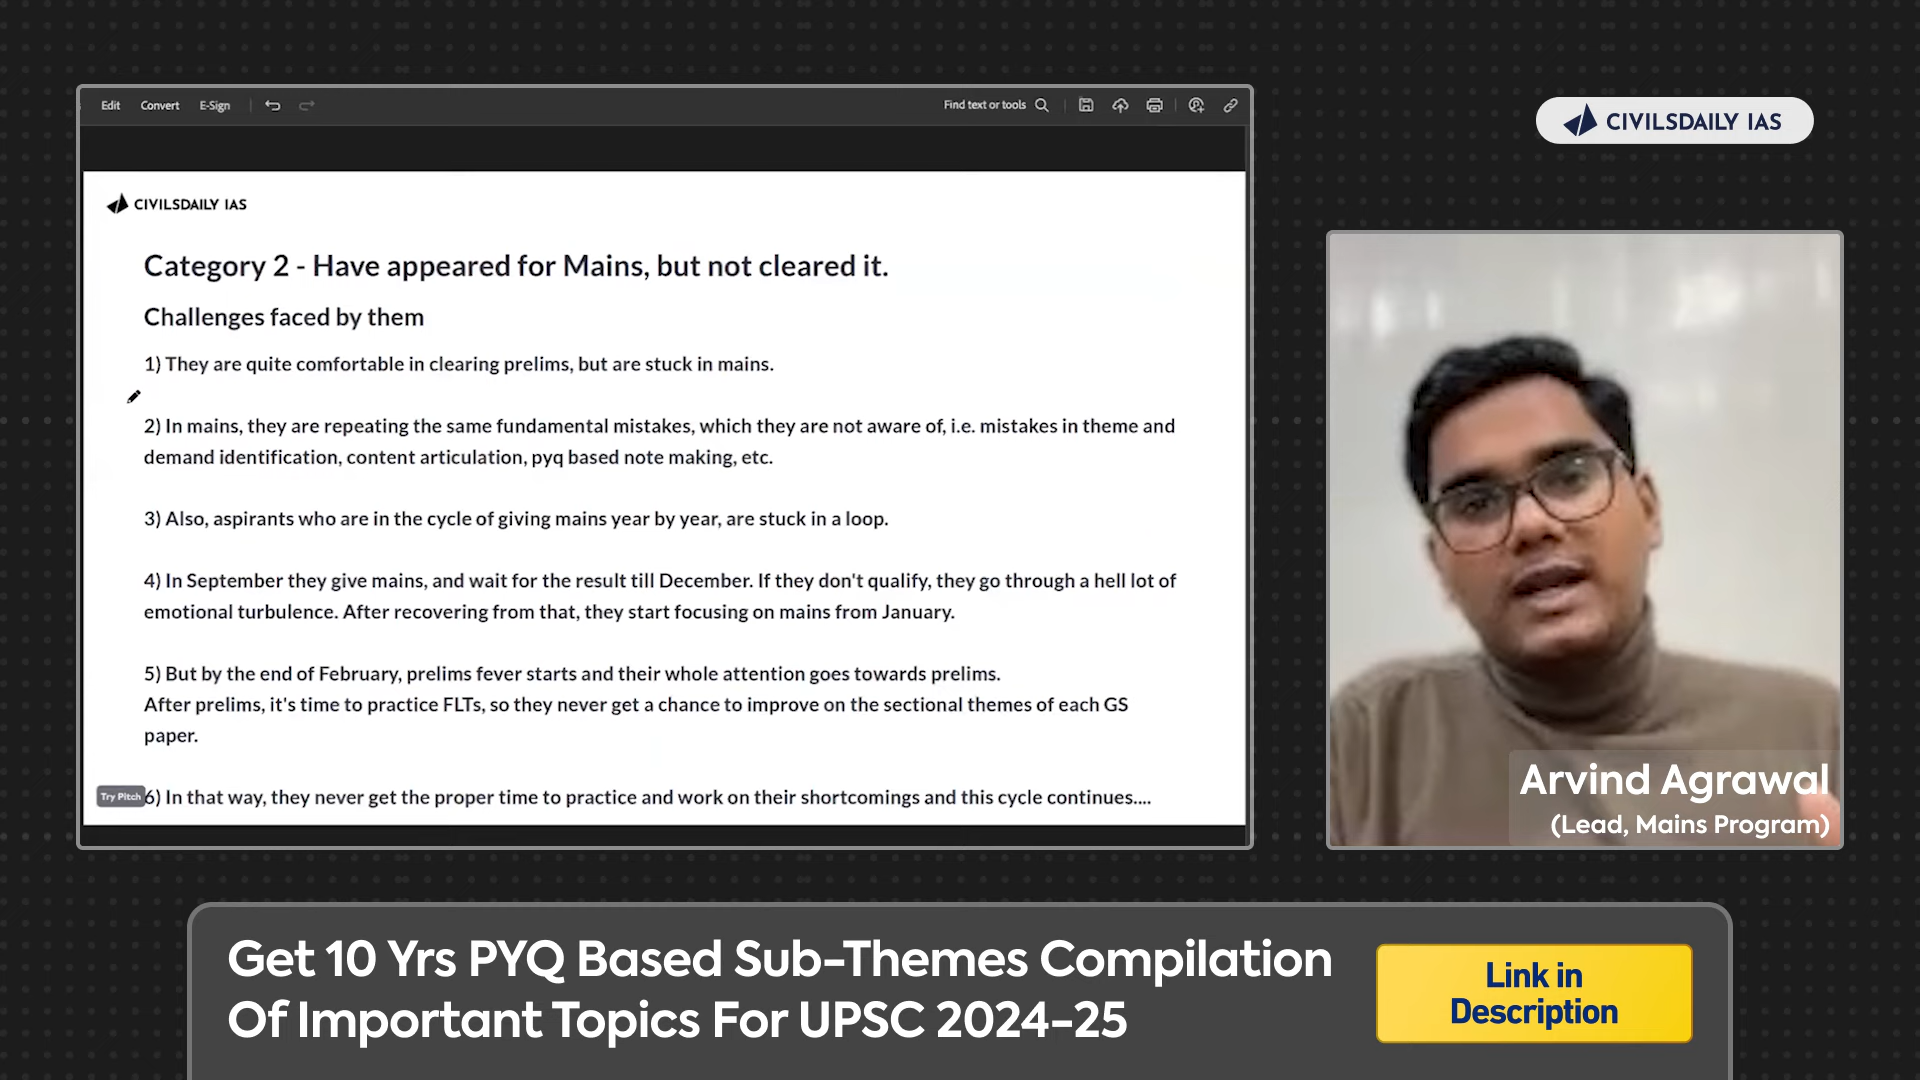 Edit Convert E-Sign Find text or tools
CIVILSDAILY IAS
CIVILSDAILY IAS
Category 2 - Have appeared for Mains, but not cleared it.
Challenges faced by them
1) They are quite comfortable in clearing prelims, but are stuck in mains.
2) In mains, they are repeating the same fundamental mistakes, which they are not aware of, i.e. mistakes in theme and
demand identification, content articulation, pyq based note making, etc.
3) Also, aspirants who are in the cycle of giving mains year by year, are stuck in a loop.
4) In September they give mains, and wait for the result till December. If they don't qualify, they go through a hell lot of
emotional turbulence. After recovering from that, they start focusing on mains from January.
5) But by the end of February, prelims fever starts and their whole attention goes towards prelims.
After prelims, it's time to practice FLTs, so they never get a chance to improve on the sectional themes of each GS
paper.
Try Pitch
6) In that way, they never get the proper time to practice and work on their shortcomings and this cycle continues....
Arvind Agrawal
(Lead, Mains Program)
Get 10 Yrs PYQ Based Sub-Themes Compilation
Of Important Topics For UPSC 2024-25
Link in
Description